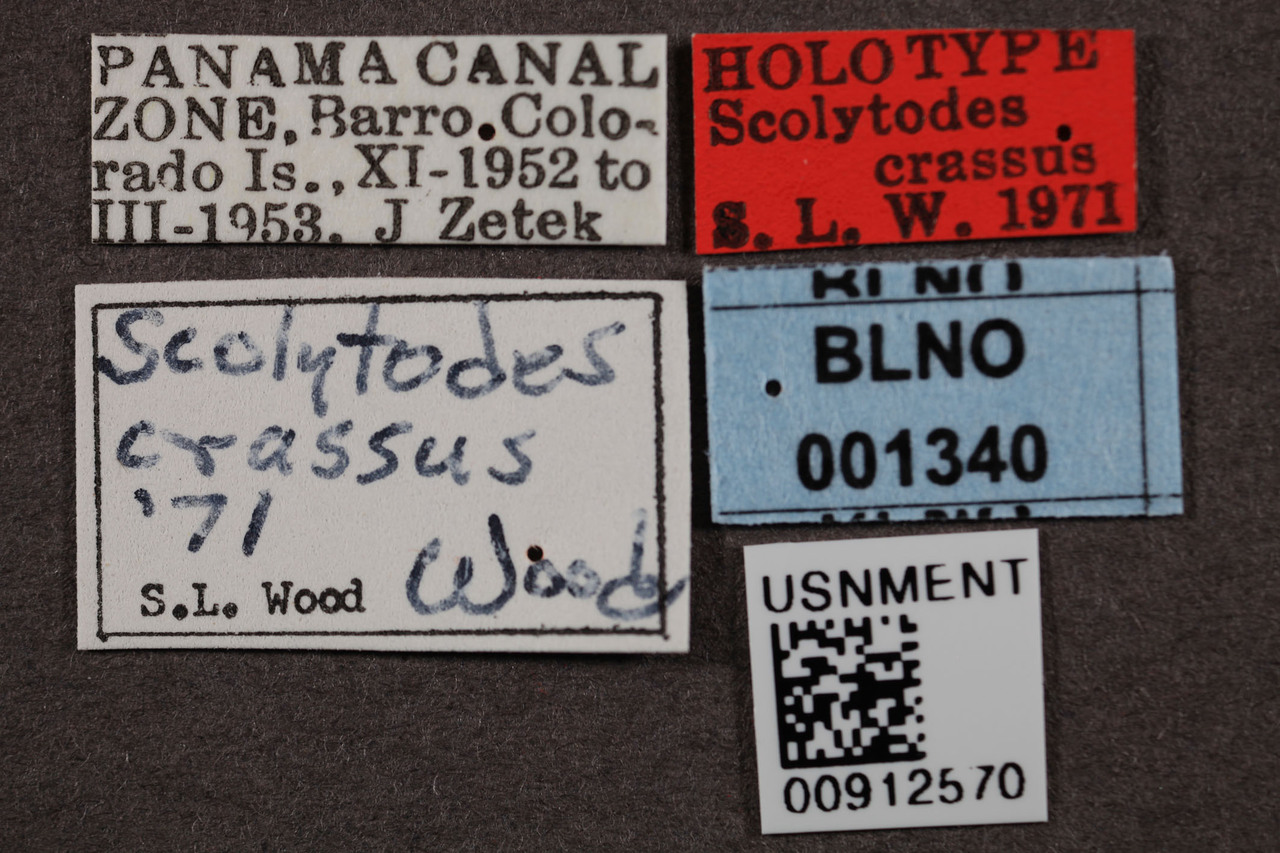 PANAMA CANAL
ZONE, Barro Colo-
rado Is., XI-1952 to
III-1953. J Zetek
HOLOTYPE
Scolytodes
crassus
S. L. W. 1971
Scolytodes
crassus
'71
Wood
S.L. Wood
BLNO
BLNO
001340
USNMENT
00912570